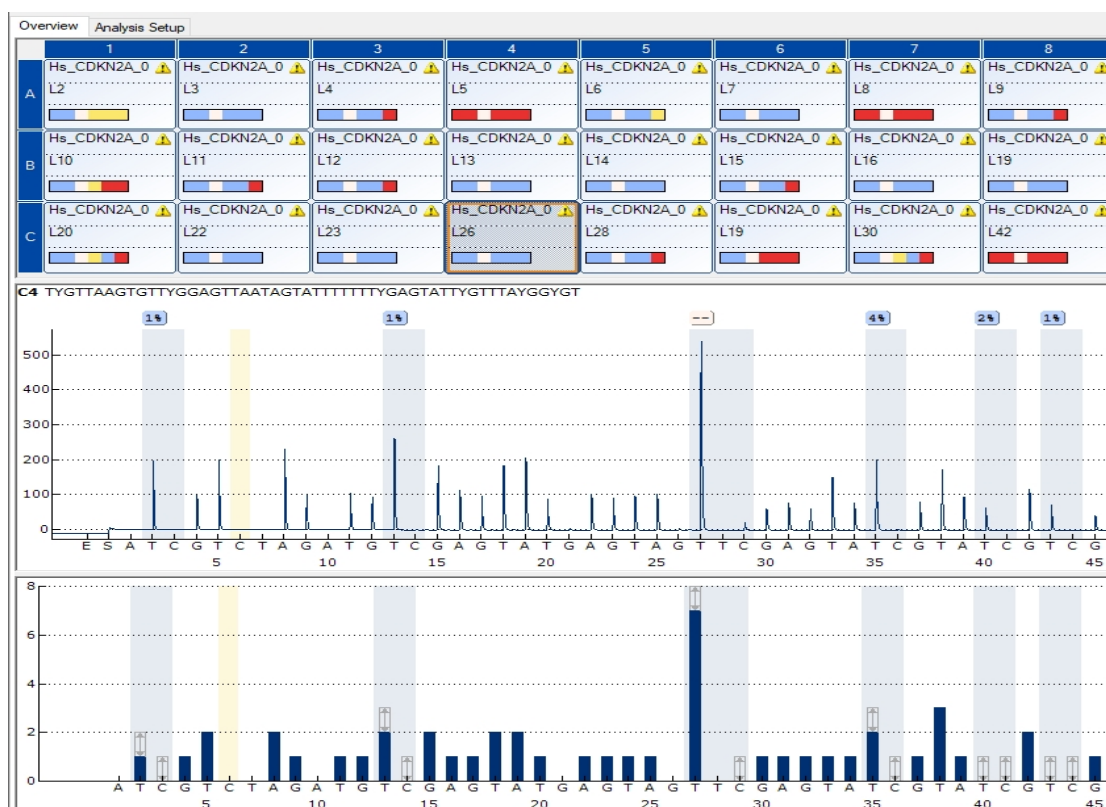 Overview Analysis Setup
1 2 3 4 5 6 7 8
Hs_CDKN2A_0 Hs_CDKN2A_0 Hs_CDKN2A_0 Hs_CDKN2A_0 Hs_CDKN2A_0 Hs_CDKN2A_0 Hs_CDKN2A_0 Hs_CDKN2A_0
A L2 L3 L4 L5 L6 L7 L8 L9
Hs_CDKN2A_0 Hs_CDKN2A_0 Hs_CDKN2A_0 Hs_CDKN2A_0 Hs_CDKN2A_0 Hs_CDKN2A_0 Hs_CDKN2A_0 Hs_CDKN2A_0
B L10 L11 L12 L13 L14 L15 L16 L19
Hs_CDKN2A_0 Hs_CDKN2A_0 Hs_CDKN2A_0 Hs_CDKN2A_0 Hs_CDKN2A_0 Hs_CDKN2A_0 Hs_CDKN2A_0 Hs_CDKN2A_0
C L20 L22 L23 L26 L28 L19 L30 L42
C4 TYGTTAAGTGTTYGGAGTTAATAGTATTTTTTTYGAGTATTYGTTTAYGGYGT
1% 1% -- 4% 2% 1%
500
400
300
200
100
0
E S A T C G T C T A G A T G T C G A G T A T G A G T A G T T C G A G T A T C G T A T C G T C G
5 10 15 20 25 30 35 40 45
8
6
4
2
0
A T C G T C T A G A T G T C G A G T A T G A G T A G T T C G A G T A T C G T A T C G T C G
5 10 15 20 25 30 35 40 45